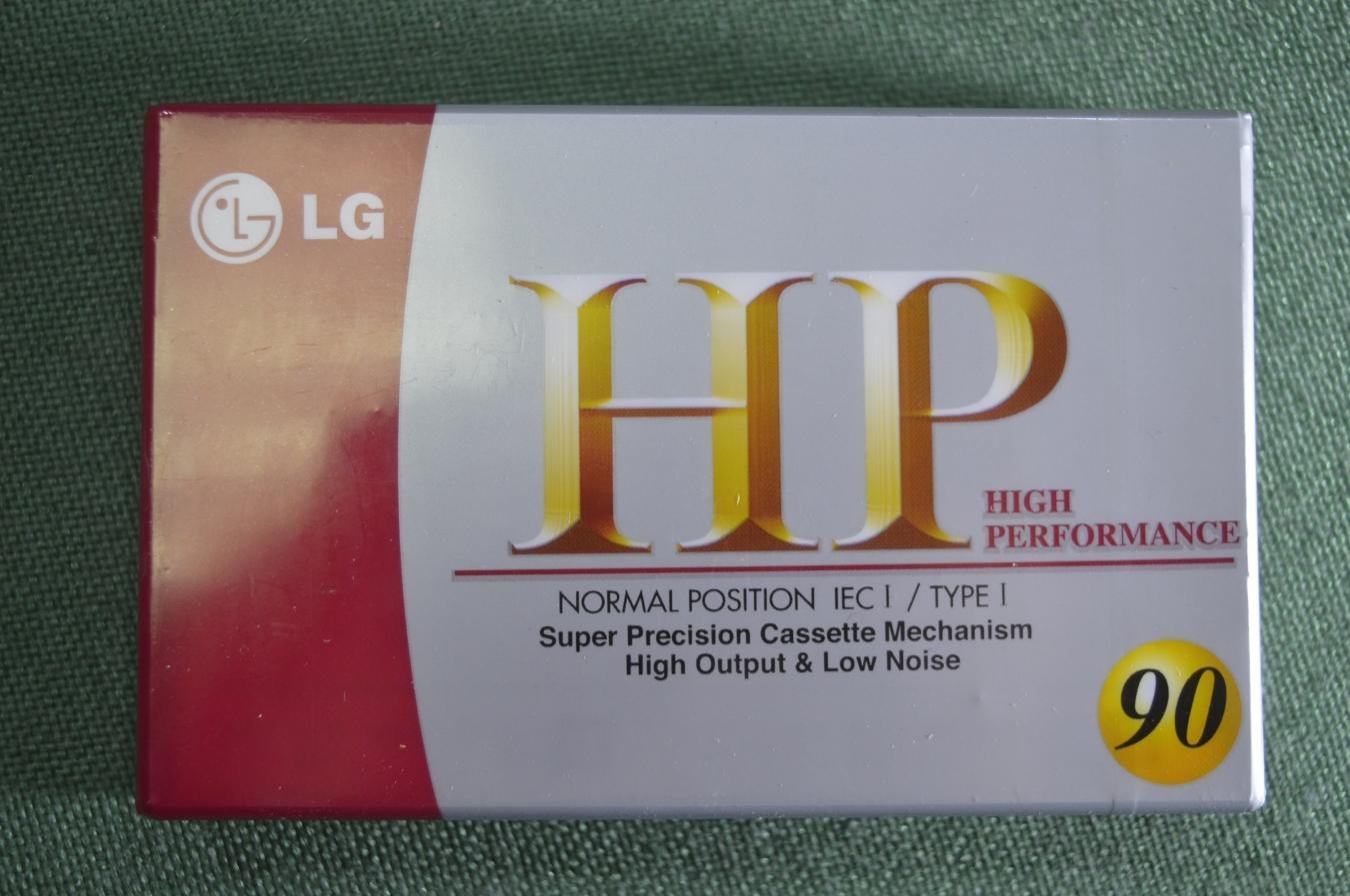 LG
HP
HIGH
PERFORMANCE
NORMAL POSITION IEC I / TYPE I
Super Precision Cassette Mechanism
High Output & Low Noise
90